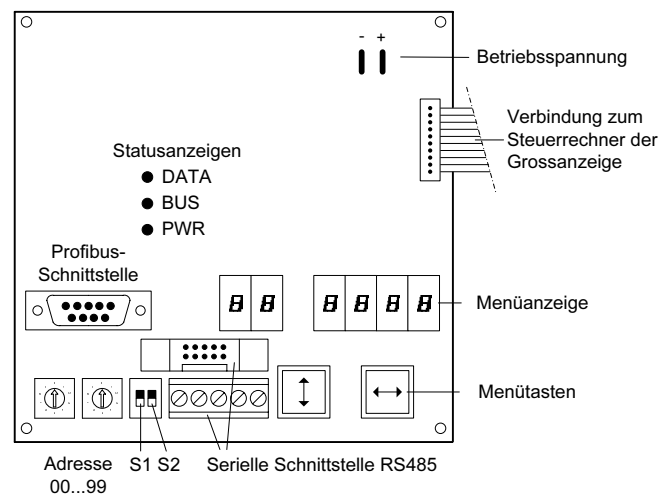 - +
Betriebsspannung
Verbindung zum
Steuerrechner der
Grossanzeige
Statusanzeigen
DATA
BUS
PWR
Profibus-
Schnittstelle
8 8 8 8 8 8
Menüanzeige
Menütasten
Adresse
00...99
S1 S2
Serielle Schnittstelle RS485